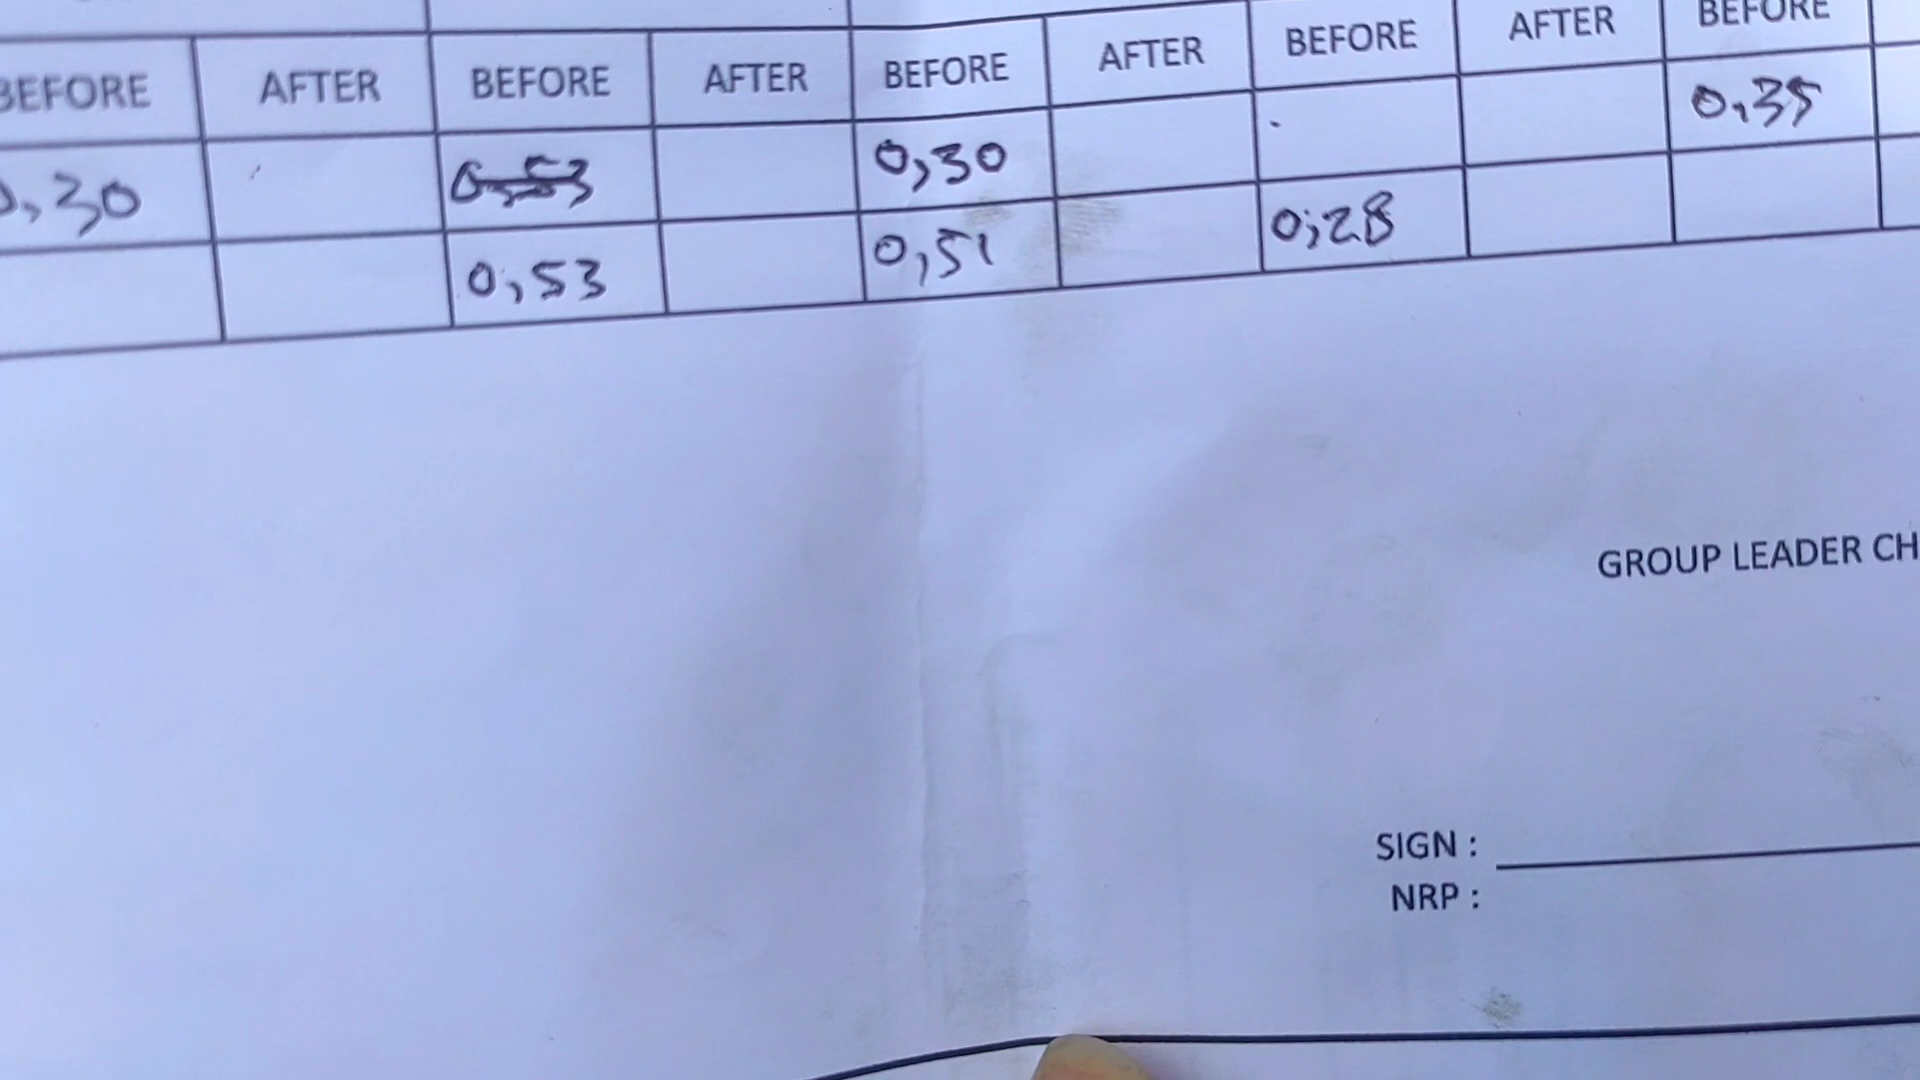 BEFORE AFTER BEFORE AFTER BEFORE AFTER BEFORE AFTER BEFORE
0,30 0,53 0,30 0,35
0,53 0,51 0,28
GROUP LEADER CH
SIGN :
NRP :